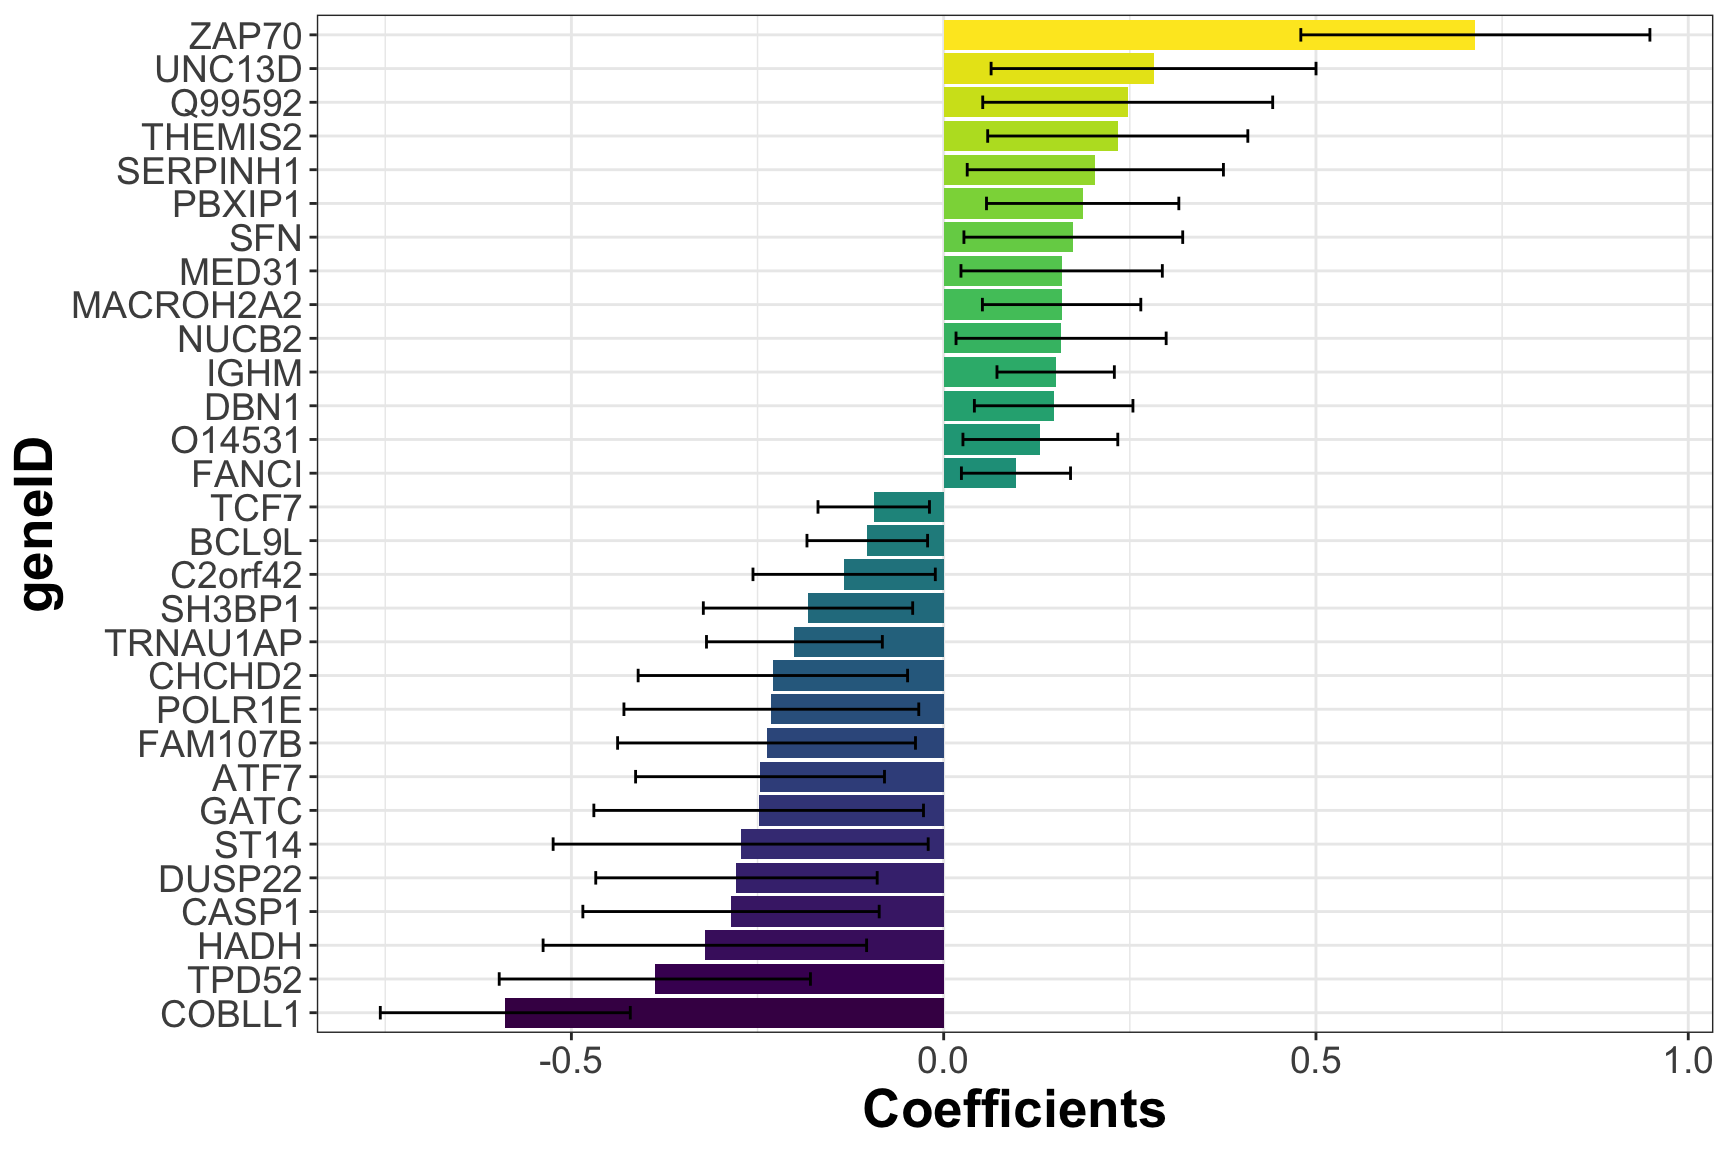 ZAP70
UNC13D
Q99592
THEMIS2
SERPINH1
PBXIP1
SFN
MED31
MACROH2A2
NUCB2
IGHM
DBN1
O14531
FANCI
TCF7
BCL9L
C2orf42
SH3BP1
TRNAU1AP
CHCHD2
POLR1E
FAM107B
ATF7
GATC
ST14
DUSP22
CASP1
HADH
TPD52
COBLL1
geneID
-0.5 0.0 0.5 1.0
Coefficients